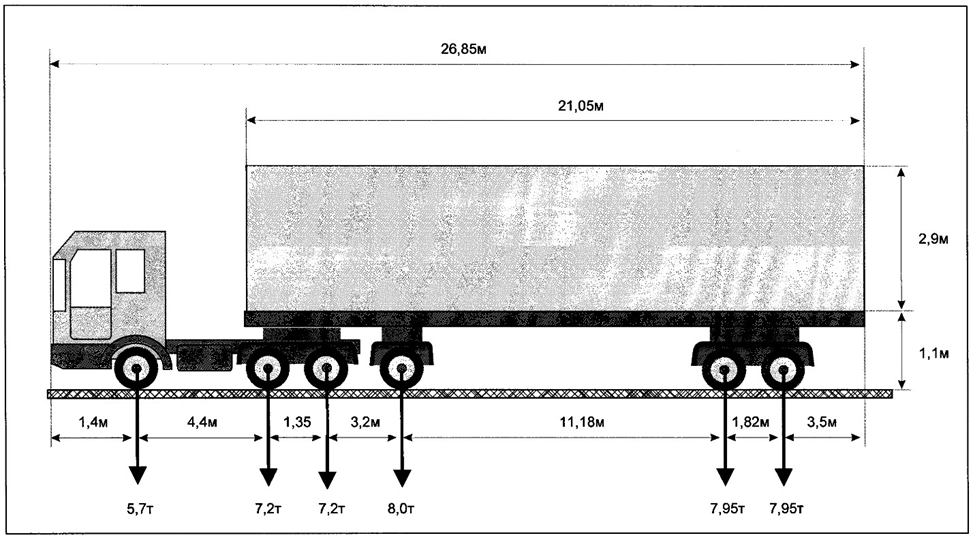 26,85м
21,05м
2,9м
1,1м
1,4м
4,4м
1,35
3,2м
11,18м
1,82м
3,5м
5,7т
7,2т
7,2т
8,0т
7,95т
7,95т